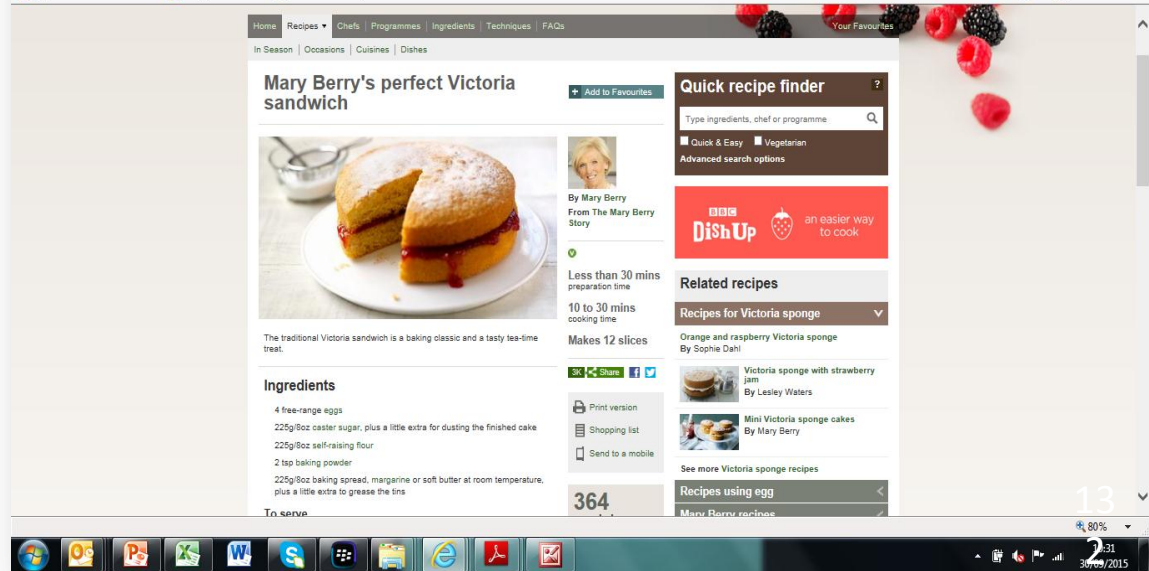 Home Recipes Chefs Programmes Ingredients Techniques FAQs Your Favourites
In Season Occasions Cuisines Dishes
Mary Berry's perfect Victoria
sandwich
+ Add to Favourites
By Mary Berry
From The Mary Berry
Story
V
Less than 30 mins
preparation time
10 to 30 mins
cooking time
Makes 12 slices
3K Share
Print version
Shopping list
Send to a mobile
364
The traditional Victoria sandwich is a baking classic and a tasty tea-time
treat.
Ingredients
4 free-range eggs
225g/8oz caster sugar, plus a little extra for dusting the finished cake
225g/8oz self-raising flour
2 tsp baking powder
225g/8oz baking spread, margarine or soft butter at room temperature,
plus a little extra to grease the tins
To serve
Quick recipe finder ?
Type ingredients, chef or programme
Quick & Easy Vegetarian
Advanced search options
BBC
DishUp
an easier way
to cook
Related recipes
Recipes for Victoria sponge
Orange and raspberry Victoria sponge
By Sophie Dahl
Victoria sponge with strawberry
jam
By Lesley Waters
Mini Victoria sponge cakes
By Mary Berry
See more Victoria sponge recipes
Recipes using egg
Mary Berry recipes
13
2
80%
30/09/2015